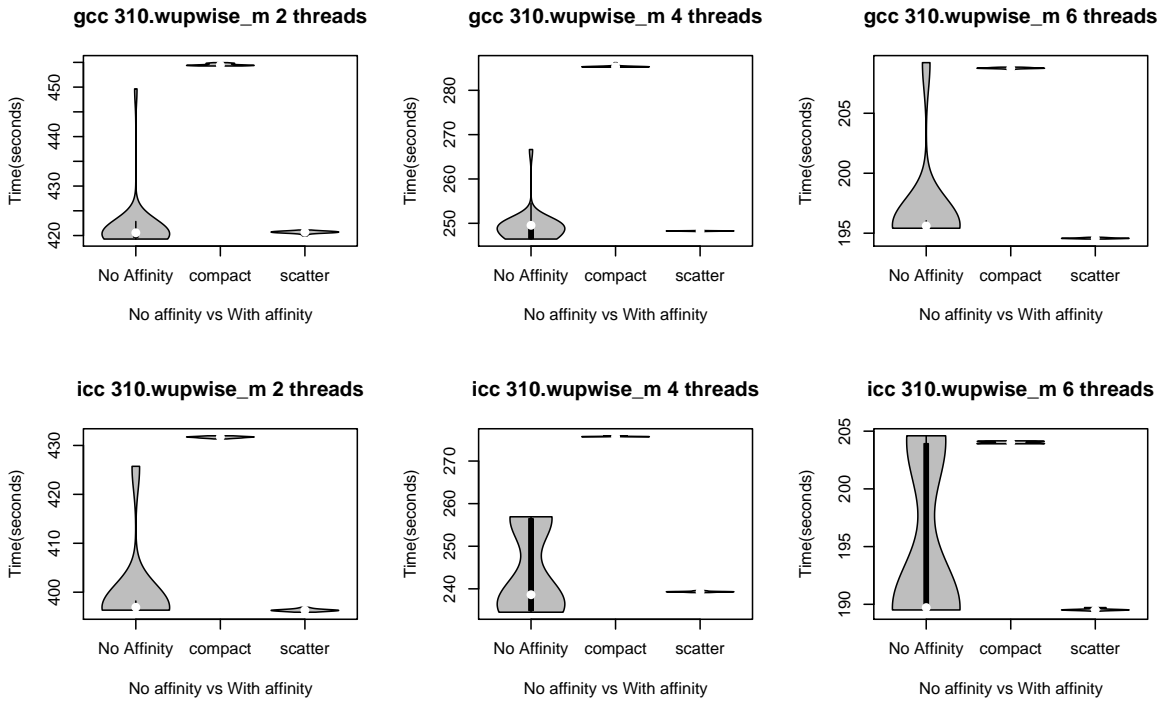 gcc 310.wupwise_m 2 threads
Time(seconds)
420 430 440 450
No Affinity compact scatter
No affinity vs With affinity
gcc 310.wupwise_m 4 threads
Time(seconds)
250 260 270 280
No Affinity compact scatter
No affinity vs With affinity
gcc 310.wupwise_m 6 threads
Time(seconds)
195 200 205
No Affinity compact scatter
No affinity vs With affinity
icc 310.wupwise_m 2 threads
Time(seconds)
400 410 420 430
No Affinity compact scatter
No affinity vs With affinity
icc 310.wupwise_m 4 threads
Time(seconds)
240 250 260 270
No Affinity compact scatter
No affinity vs With affinity
icc 310.wupwise_m 6 threads
Time(seconds)
190 195 200 205
No Affinity compact scatter
No affinity vs With affinity